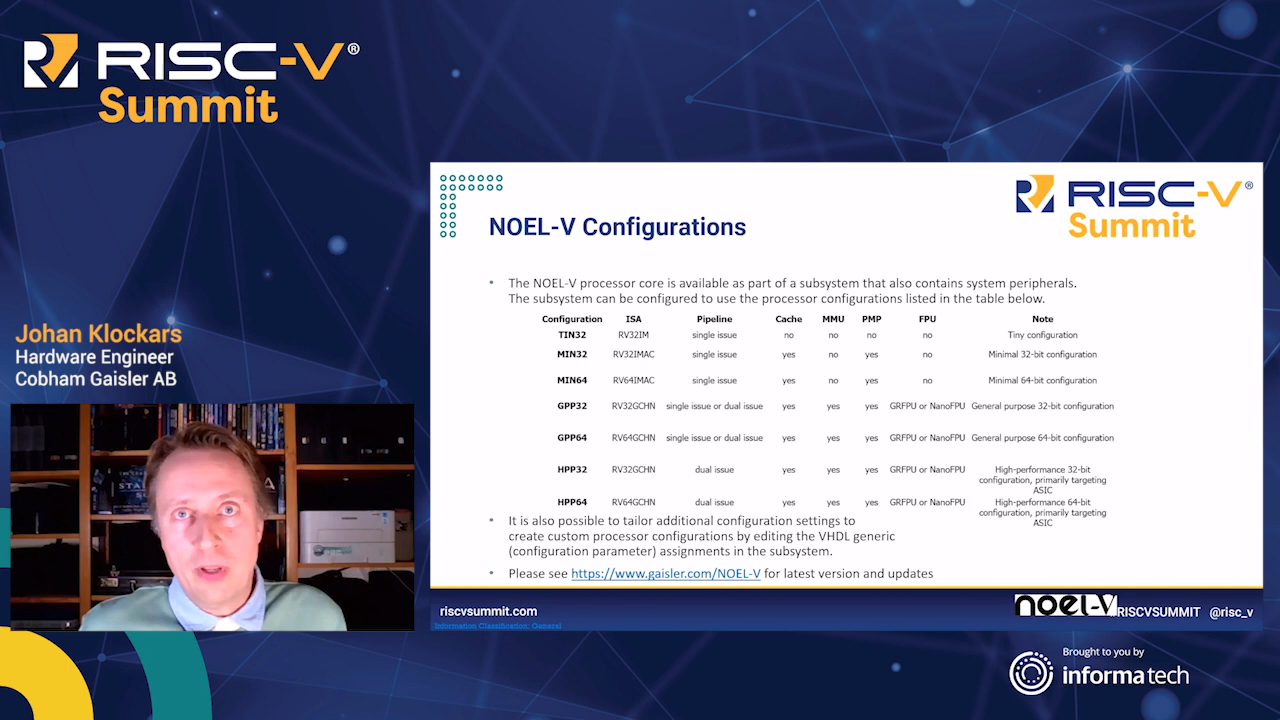 RISC-V®
Summit
Johan Klockars
Hardware Engineer
Cobham Gaisler AB
RISC-V®
Summit
NOEL-V Configurations
• The NOEL-V processor core is available as part of a subsystem that also contains system peripherals.
The subsystem can be configured to use the processor configurations listed in the table below.
Configuration ISA Pipeline Cache MMU PMP FPU Note
TIN32 RV32IM single issue no no no no Tiny configuration
MIN32 RV32IMAC single issue yes no yes no Minimal 32-bit configuration
MIN64 RV64IMAC single issue yes no yes no Minimal 64-bit configuration
GPP32 RV32GCHN single issue or dual issue yes yes yes GRFPU or NanoFPU General purpose 32-bit configuration
GPP64 RV64GCHN single issue or dual issue yes yes yes GRFPU or NanoFPU General purpose 64-bit configuration
HPP32 RV32GCHN dual issue yes yes yes GRFPU or NanoFPU High-performance 32-bit
configuration, primarily targeting
ASIC
HPP64 RV64GCHN dual issue yes yes yes GRFPU or NanoFPU High-performance 64-bit
configuration, primarily targeting
ASIC
• It is also possible to tailor additional configuration settings to
create custom processor configurations by editing the VHDL generic
(configuration parameter) assignments in the subsystem.
• Please see https://www.gaisler.com/NOEL-V for latest version and updates
riscvsummit.com
noel-V
RISCVSUMMIT @risc_v
Information Classification: General
Brought to you by
informa tech